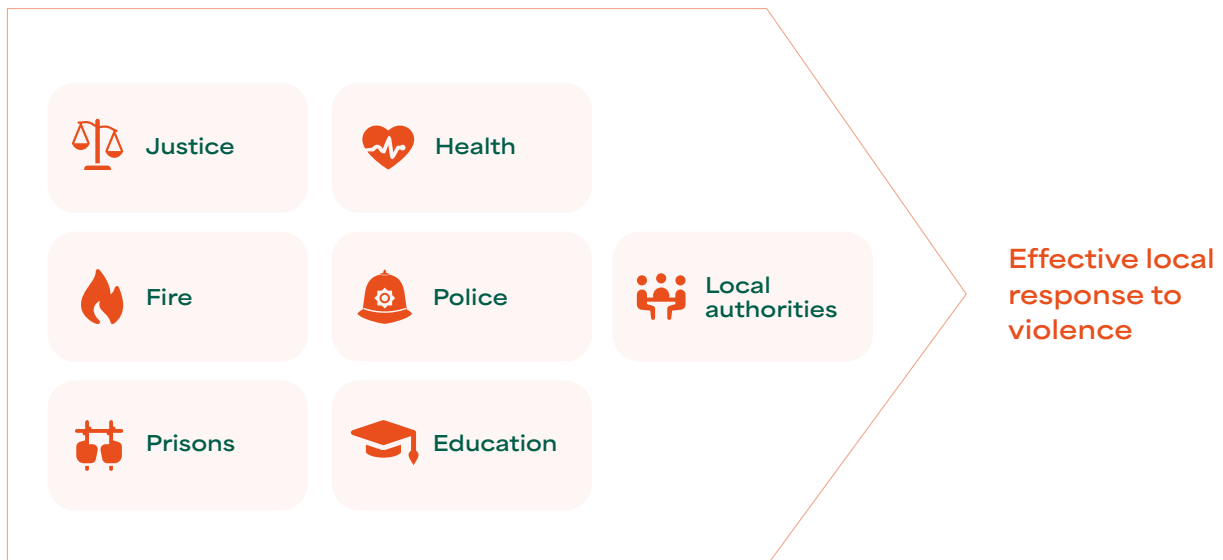 Justice
Health
Fire
Police
Local
authorities
Prisons
Education
Effective local
response to
violence